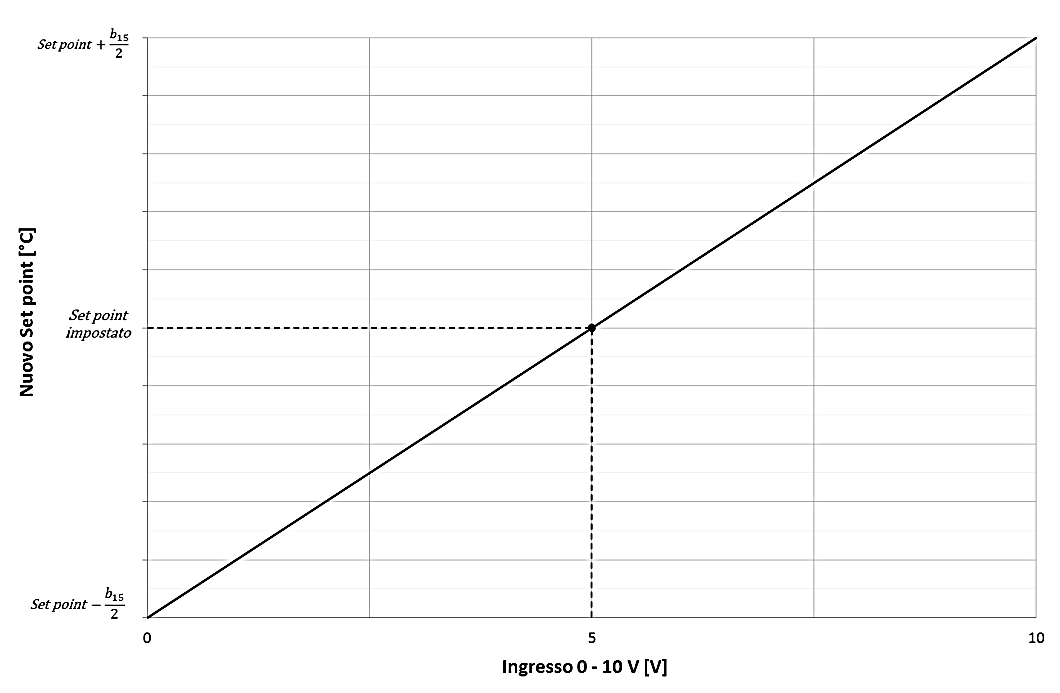 Set point + b15/2
Nuovo Set point [°C]
Set point
impostato
Set point − b15/2
0
5
10
Ingresso 0 - 10 V [V]